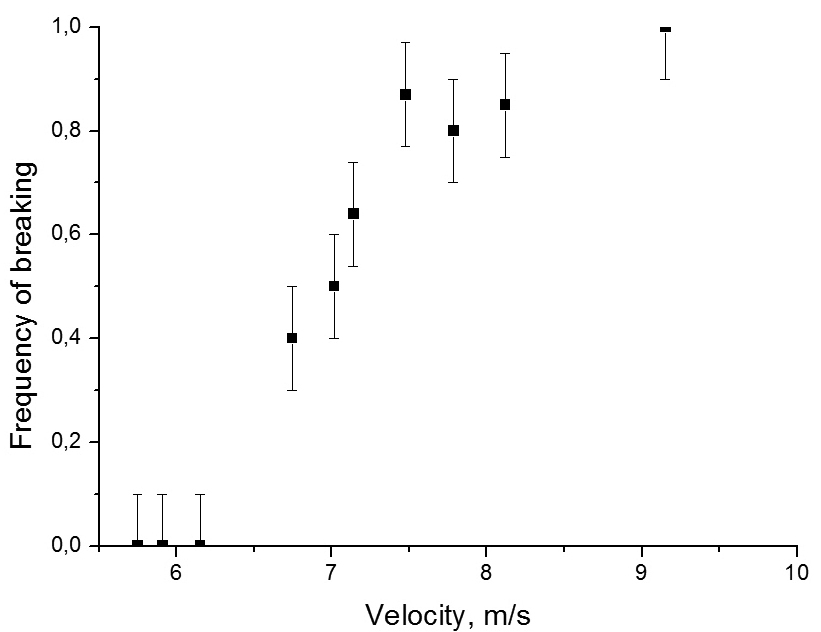 1,0
0,8
0,6
0,4
0,2
0,0
Frequency of breaking
6 7 8 9 10
Velocity, m/s